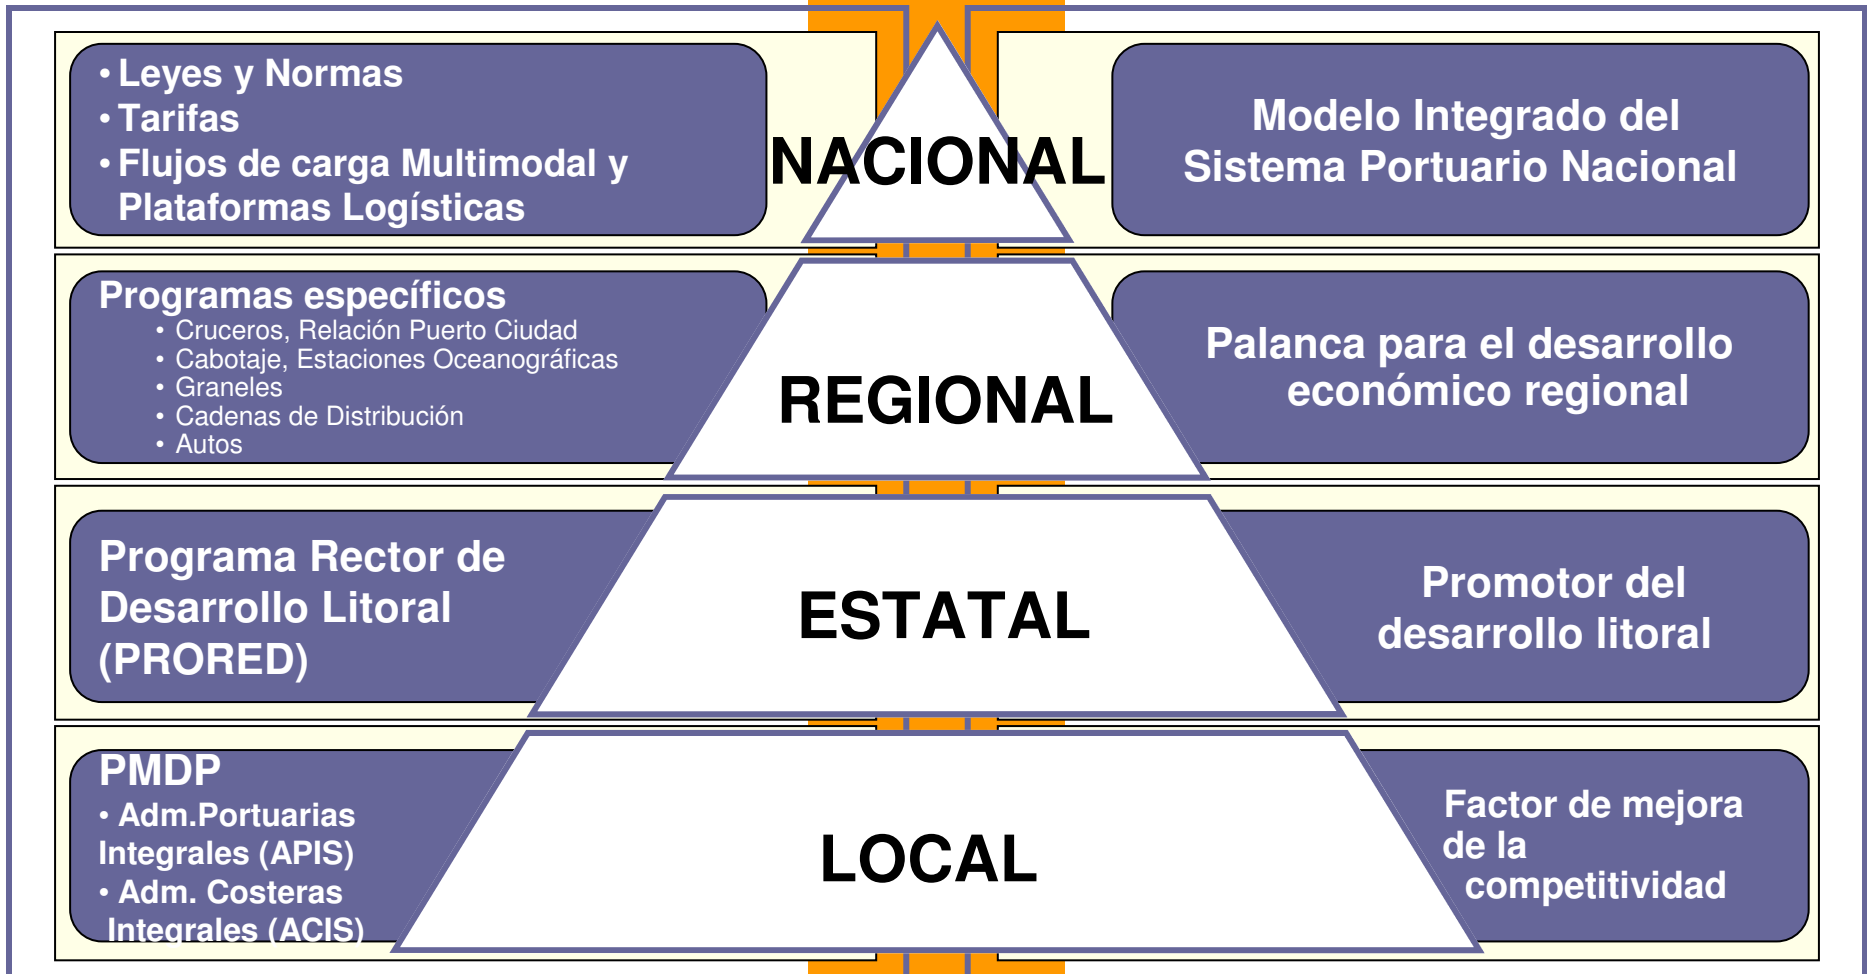 • Leyes y Normas
• Tarifas
• Flujos de carga Multimodal y
Plataformas Logísticas
NACIONAL
Modelo Integrado del
Sistema Portuario Nacional
Programas específicos
• Cruceros, Relación Puerto Ciudad
• Cabotaje, Estaciones Oceanográficas
• Graneles
• Cadenas de Distribución
• Autos
REGIONAL
Palanca para el desarrollo
económico regional
Programa Rector de
Desarrollo Litoral
(PRORED)
ESTATAL
Promotor del
desarrollo litoral
PMDP
• Adm.Portuarias
Integrales (APIS)
• Adm. Costeras
Integrales (ACIS)
LOCAL
Factor de mejora
de la
competitividad